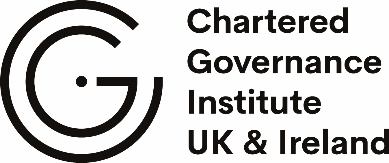 Chartered
Governance
Institute
UK & Ireland